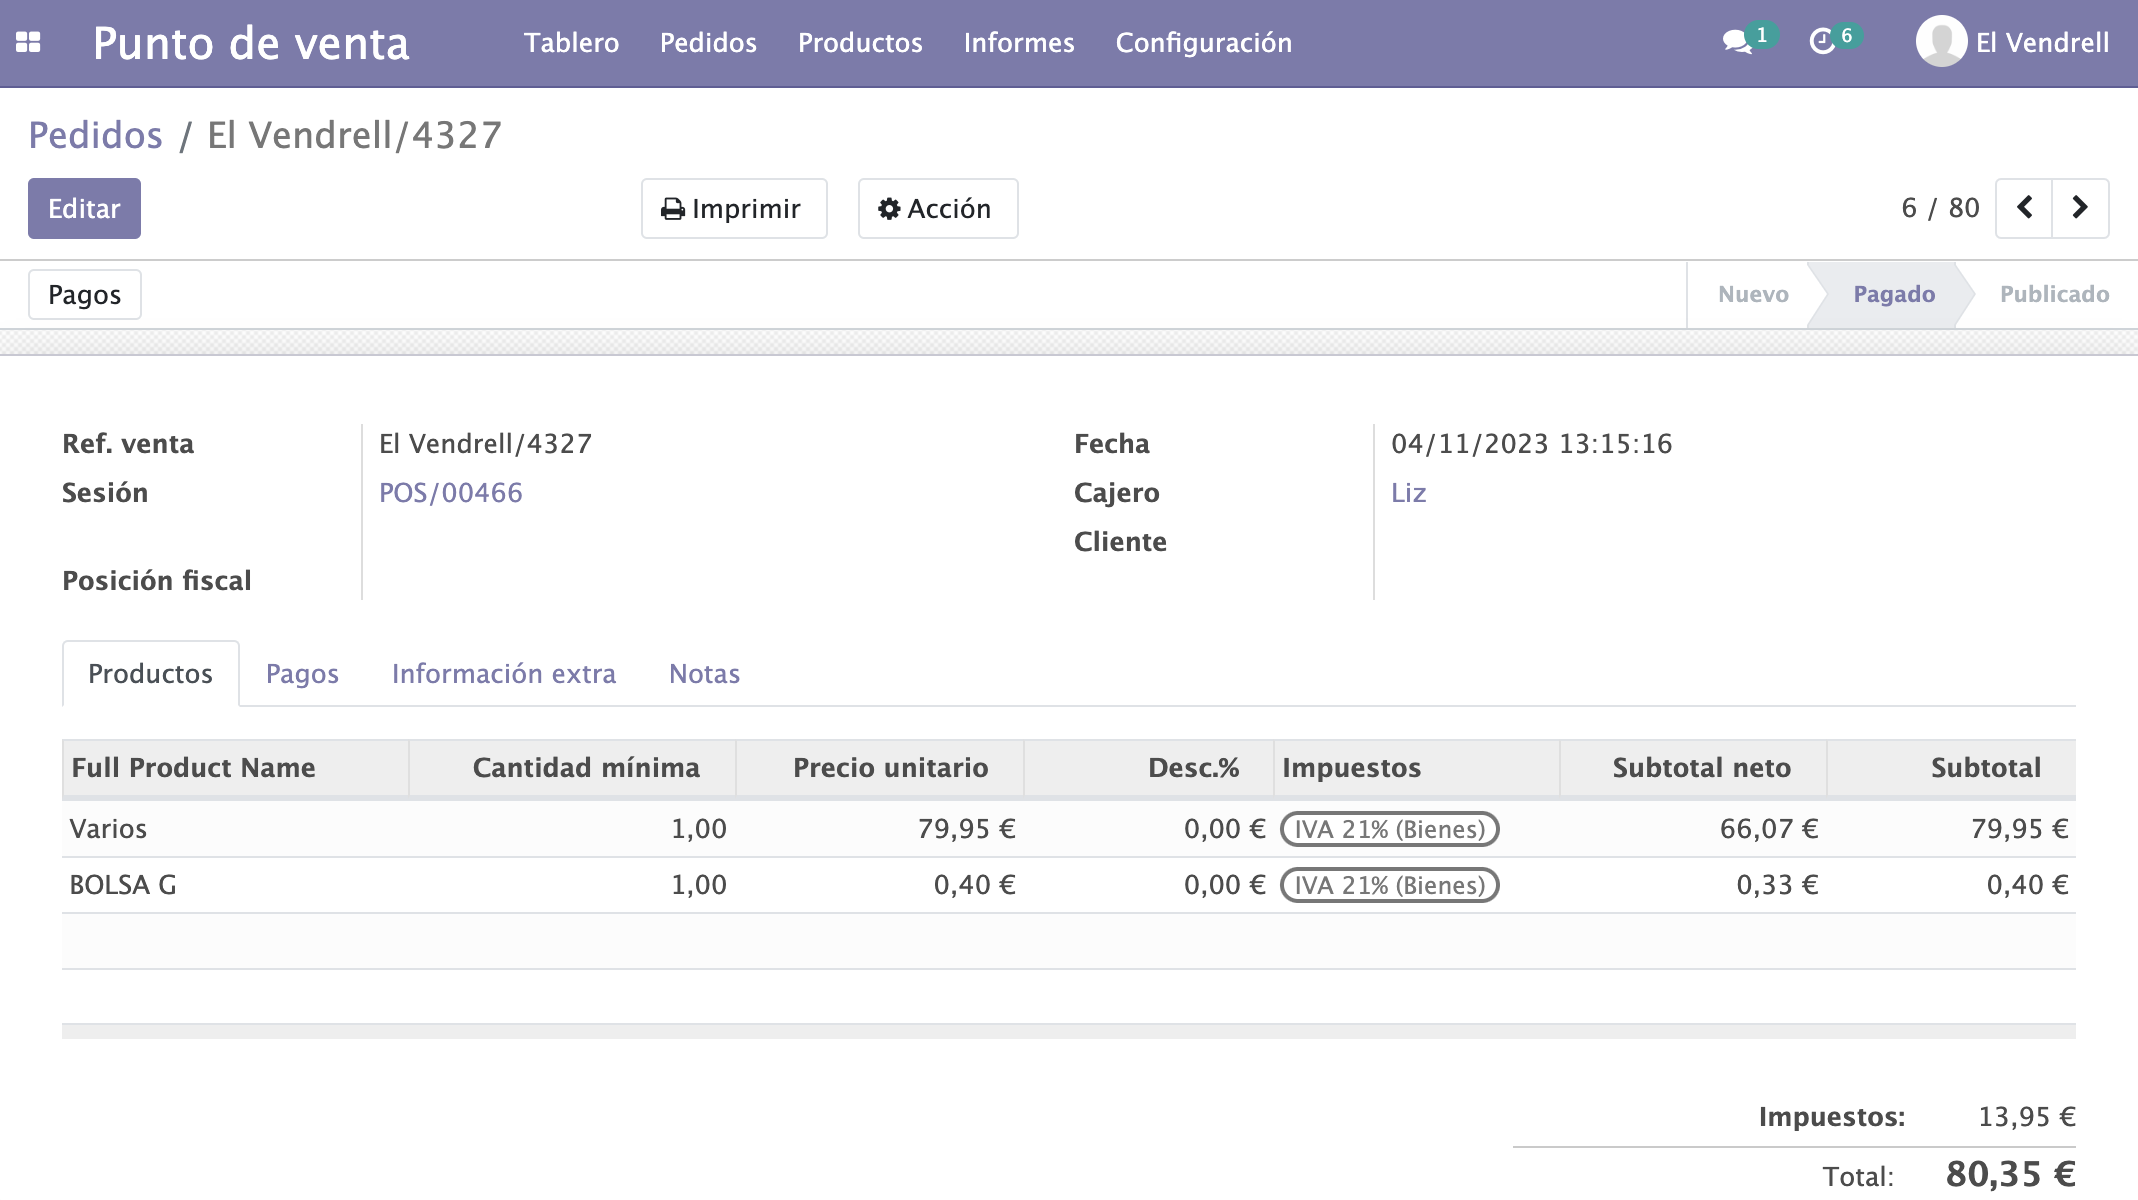 Punto de venta Tablero Pedidos Productos Informes Configuración 1 6 El Vendrell
Pedidos / El Vendrell/4327
Editar Imprimir Acción 6 / 80
Pagos Nuevo Pagado Publicado
Ref. venta El Vendrell/4327 Fecha 04/11/2023 13:15:16
Sesión POS/00466 Cajero Liz
Cliente
Posición fiscal
Productos Pagos Información extra Notas
Full Product Name Cantidad mínima Precio unitario Desc.% Impuestos Subtotal neto Subtotal
Varios 1,00 79,95 € 0,00 € IVA 21% (Bienes) 66,07 € 79,95 €
BOLSA G 1,00 0,40 € 0,00 € IVA 21% (Bienes) 0,33 € 0,40 €
Impuestos: 13,95 €
Total: 80,35 €